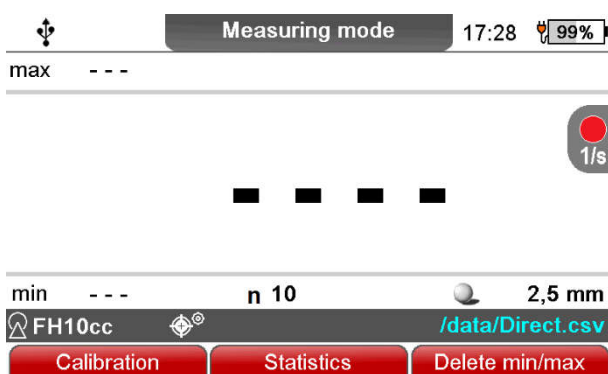 Measuring mode 17:28 99%
max - - -
1/s
- - - -
min - - - n 10 2,5 mm
FH10cc /data/Direct.csv
Calibration Statistics Delete min/max